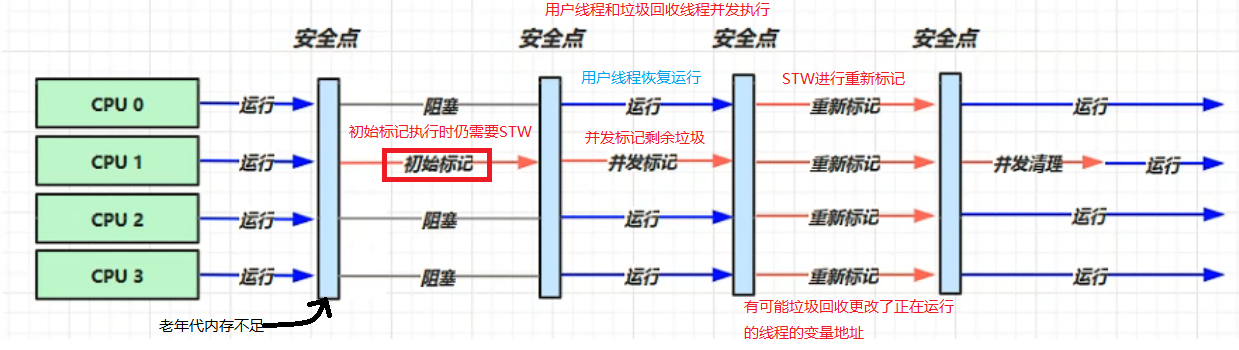 用户线程和垃圾回收线程并发执行
安全点 安全点 安全点 安全点
用户线程恢复运行 STW进行重新标记
CPU 0 运行 阻塞 运行 重新标记 运行
初始标记执行时仍需要STW 并发标记剩余垃圾
CPU 1 运行 初始标记 并发标记 重新标记 并发清理 运行
CPU 2 运行 阻塞 运行 重新标记 运行
CPU 3 运行 阻塞 运行 重新标记 运行
有可能垃圾回收更改了正在运行
的线程的变量地址
老年代内存不足